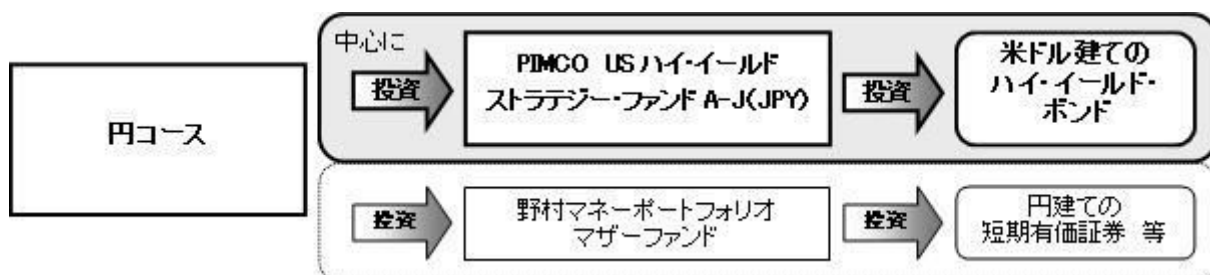 円コース
中心に
投資
PIMCO USハイ・イールド
ストラテジー・ファンド A-J(JPY)
投資
米ドル建ての
ハイ・イールド・
ボンド
投資
野村マネーポートフォリオ
マザーファンド
投資
円建ての
短期有価証券 等